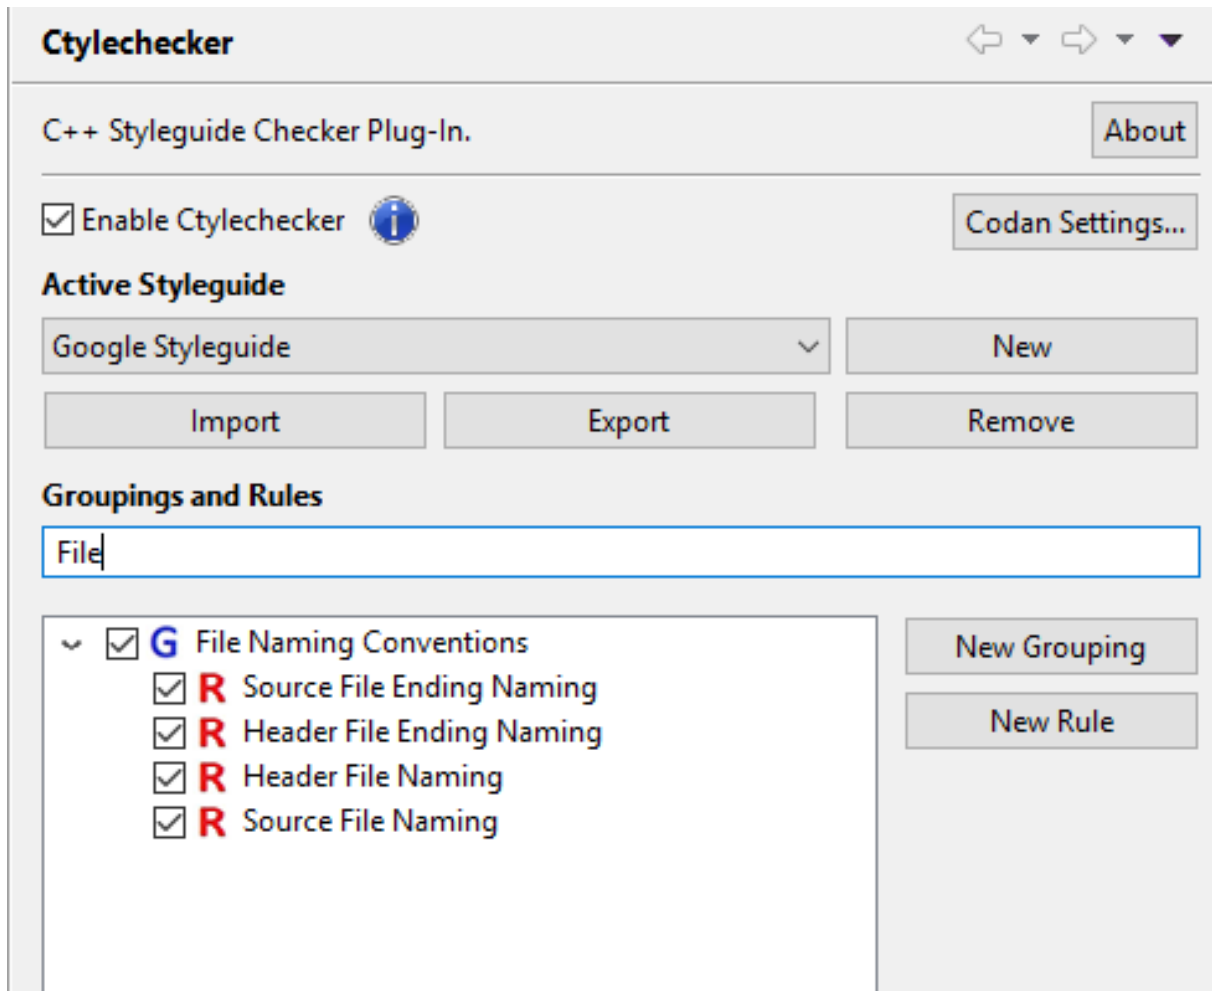 Ctylechecker
C++ Styleguide Checker Plug-In.
About
Enable Ctylechecker
Codan Settings...
Active Styleguide
Google Styleguide
New
Import
Export
Remove
Groupings and Rules
File
G File Naming Conventions
R Source File Ending Naming
R Header File Ending Naming
R Header File Naming
R Source File Naming
New Grouping
New Rule